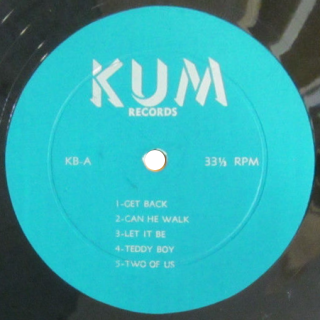 KUM
RECORDS
KB-A 33⅓ RPM
1-GET BACK
2-CAN HE WALK
3-LET IT BE
4-TEDDY BOY
5-TWO OF US